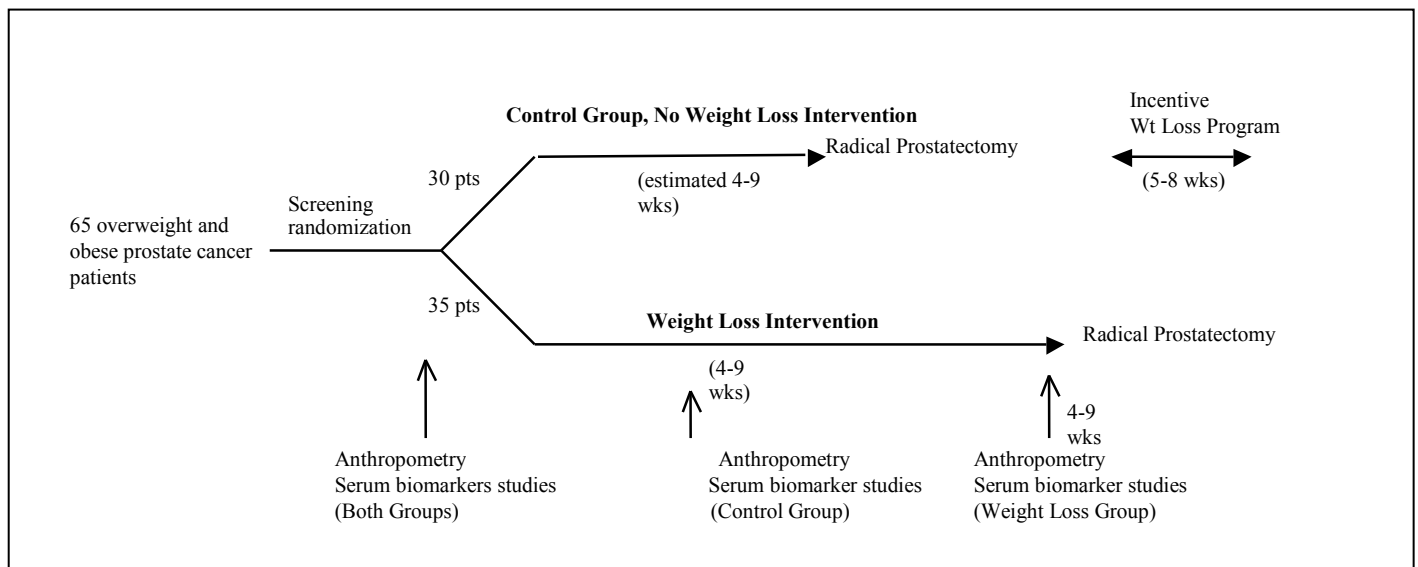 Control Group, No Weight Loss Intervention
Incentive
Wt Loss Program
Radical Prostatectomy
30 pts
(estimated 4-9
wks)
(5-8 wks)
Screening
randomization
65 overweight and
obese prostate cancer
patients
35 pts
Weight Loss Intervention
Radical Prostatectomy
(4-9
wks)
4-9
wks
Anthropometry
Serum biomarkers studies
(Both Groups)
Anthropometry
Serum biomarker studies
(Control Group)
Anthropometry
Serum biomarker studies
(Weight Loss Group)